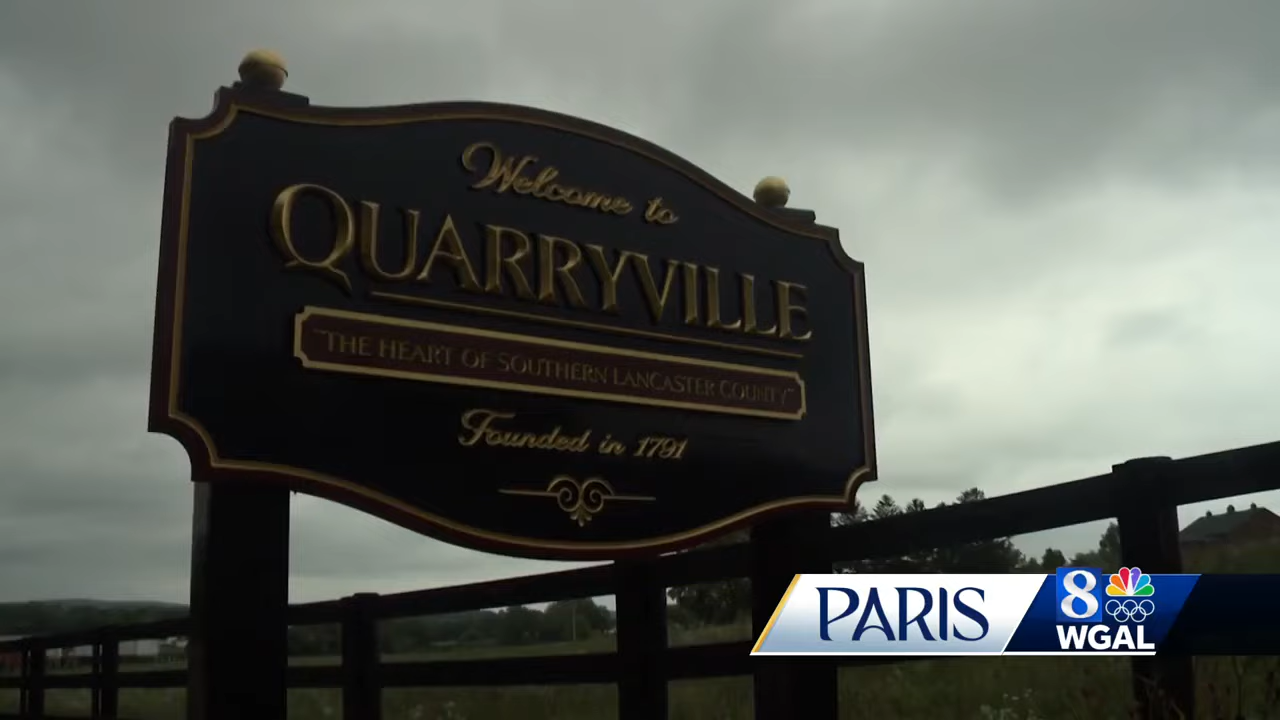 Welcome to
QUARRYVILLE
"THE HEART OF SOUTHERN LANCASTER COUNTY"
Founded in 1791
PARIS
8
WGAL